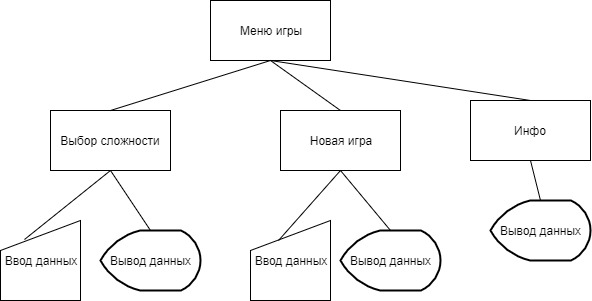 Меню игры
Выбор сложности
Новая игра
Инфо
Ввод данных
Вывод данных
Ввод данных
Вывод данных
Вывод данных